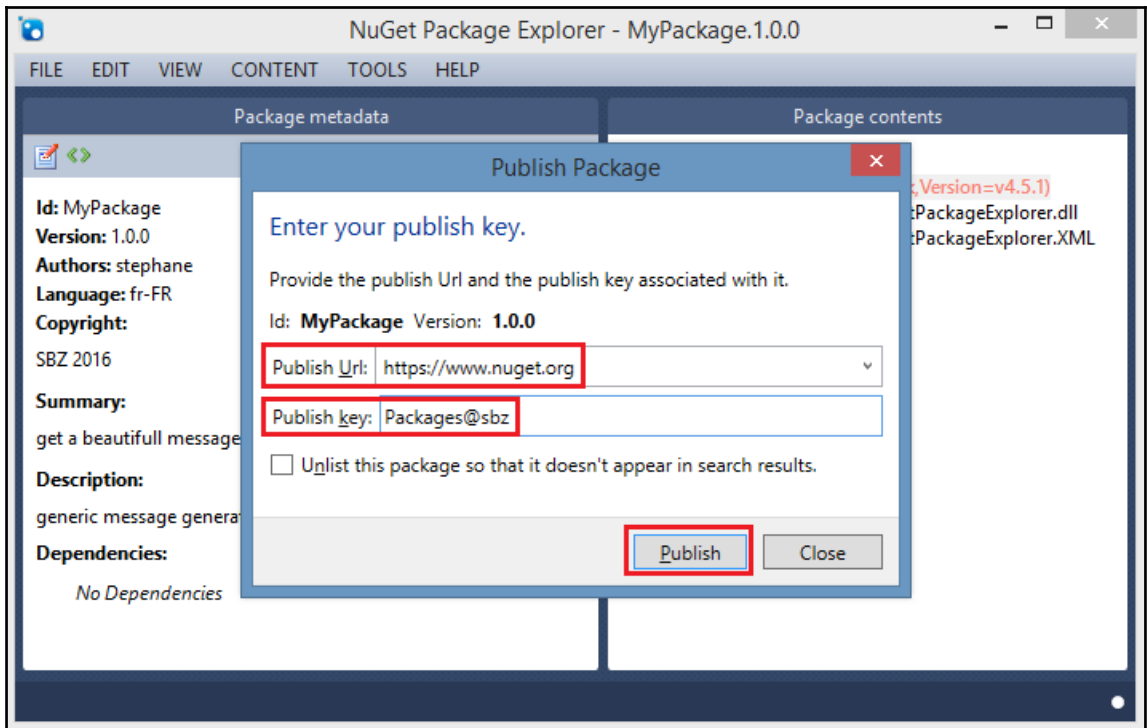 NuGet Package Explorer - MyPackage.1.0.0
FILE EDIT VIEW CONTENT TOOLS HELP
Package metadata
Package contents
Id: MyPackage
Version: 1.0.0
Authors: stephane
Language: fr-FR
Copyright:
SBZ 2016
Summary:
get a beautifull message
Description:
generic message
Dependencies:
No Dependencies
Publish Package
Enter your publish key.
Provide the publish Url and the publish key associated with it.
Id: MyPackage Version: 1.0.0
Publish Url: https://www.nuget.org
Publish key: Packages@sbz
Unlist this package so that it doesn't appear in search results.
Publish Close
,Version=v4.5.1)
tPackageExplorer.dll
tPackageExplorer.XML